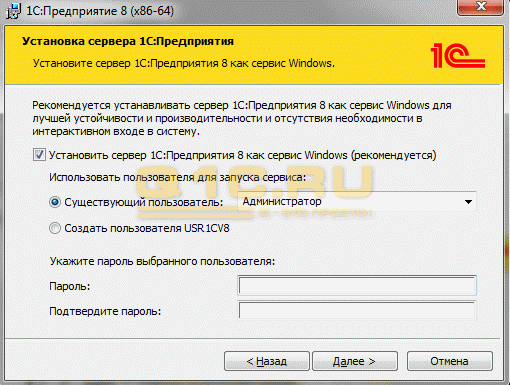 1С:Предприятие 8 (x86-64)
Установка сервера 1С:Предприятия
Установите сервер 1С:Предприятия 8 как сервис Windows.
1С
Рекомендуется устанавливать сервер 1С:Предприятия 8 как сервис Windows для
лучшей устойчивости и производительности и отсутствия необходимости в
интерактивном входе в систему.
Установить сервер 1С:Предприятия 8 как сервис Windows (рекомендуется)
Использовать пользователя для запуска сервиса:
Q1C.RU
Существующий пользователь:
Администратор
Создать пользователя USR1CV8
Укажите пароль выбранного пользователя:
Пароль:
Подтвердите пароль:
< Назад
Далее >
Отмена